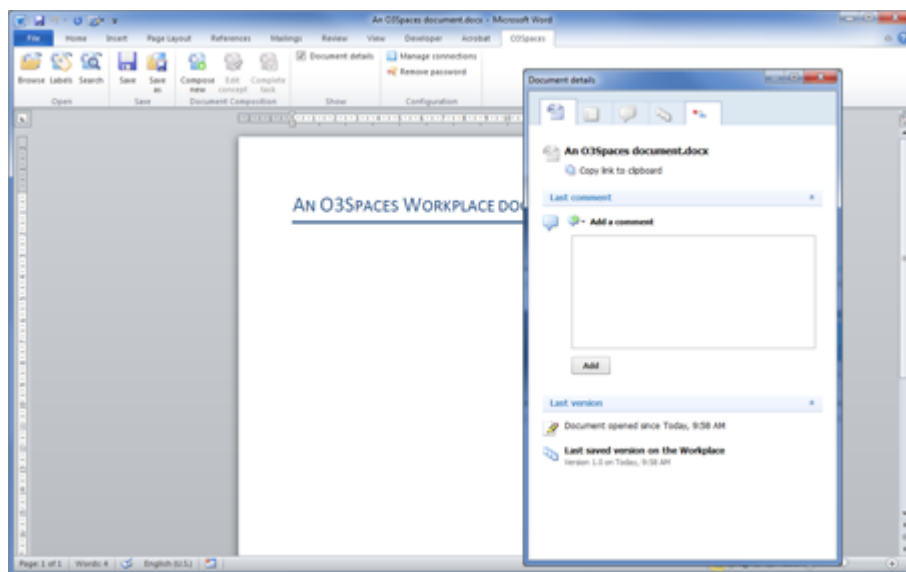 An O3Spaces document.docx - Microsoft Word
File Home Insert Page Layout References Mailings Review View Developer Acrobat O3Spaces
Browse Labels Search Save Save as Compose new Edit concept Complete task
Document details
Manage connections
Remove password
Open Save Document Composition Show Configuration
AN O3SPACES WORKPLACE DO
Document details
An O3Spaces document.docx
Copy link to clipboard
Last comment
Add a comment
Add
Last version
Document opened since Today, 9:58 AM
Last saved version on the Workplace
Version 1.0 on Today, 9:58 AM
Page: 1 of 1 Words: 4 English (U.S.)